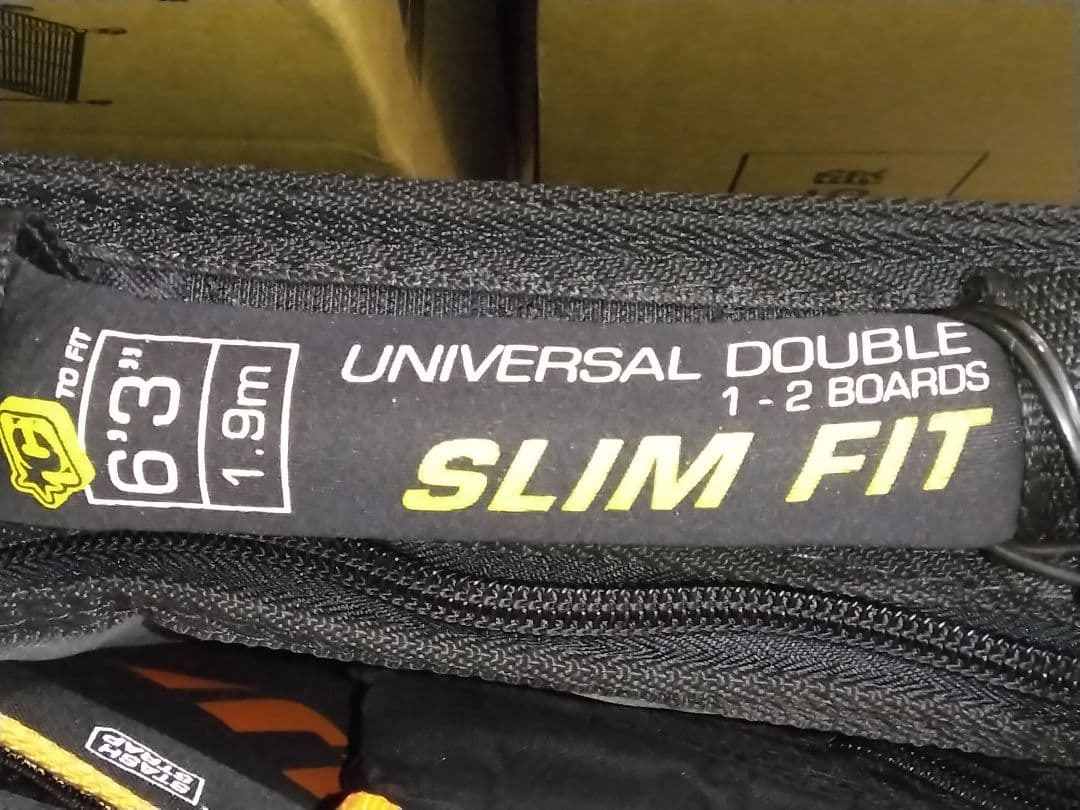 TO FIT
6'3"
1.9m
UNIVERSAL DOUBLE
1 - 2 BOARDS
SLIM FIT
STASH
STRAP